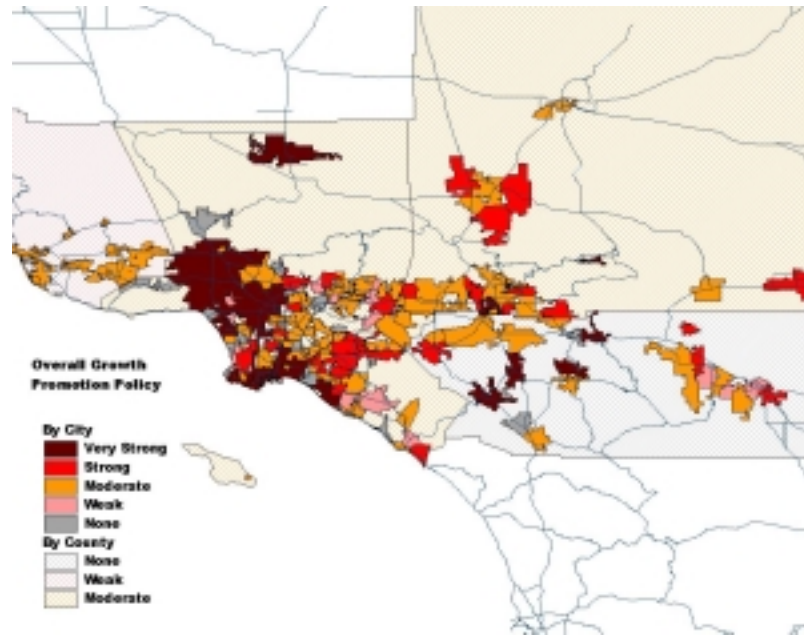 Overall Growth
Promotion Policy
By City
Very Strong
Strong
Moderate
Weak
None
By County
None
Weak
Moderate